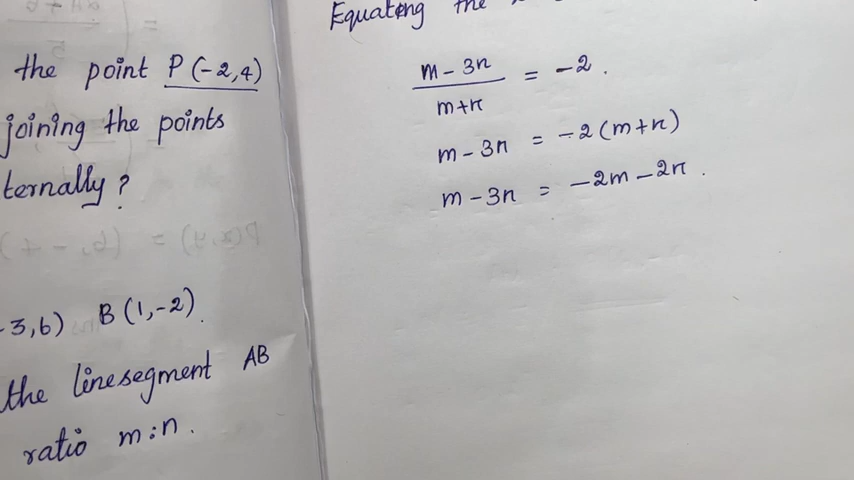 the point P(-2,4)
joining the points
ternally?
-3,6) B(1,-2).
the linesegment AB
ratio m:n.
Equating the
m-3n / m+n = -2.
m-3n = -2(m+n)
m-3n = -2m-2n.